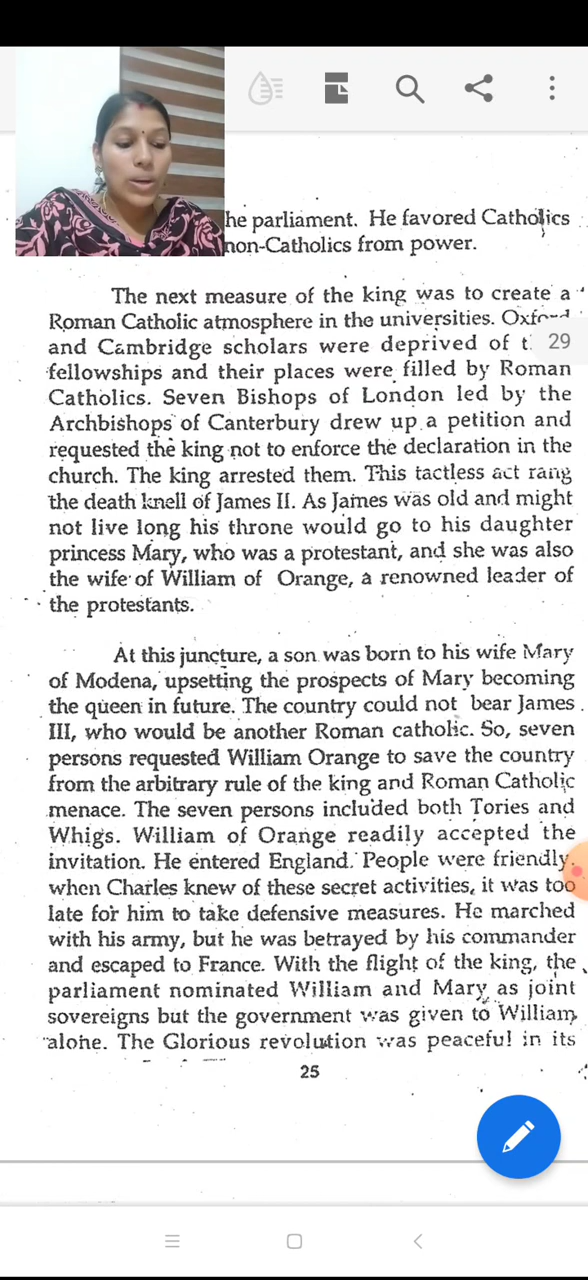 he parliament. He favored Catholics
non-Catholics from power.
The next measure of the king was to create a
Roman Catholic atmosphere in the universities. Oxford
and Cambridge scholars were deprived of
29
fellowships and their places were filled by Roman
Catholics. Seven Bishops of London led by the
Archbishops of Canterbury drew up a petition and
requested the king not to enforce the declaration in the
church. The king arrested them. This tactless act rang
the death knell of James II. As James was old and might
not live long his throne would go to his daughter
princess Mary, who was a protestant, and she was also
the wife of William of Orange, a renowned leader of
the protestants.
At this juncture, a son was born to his wife Mary
of Modena, upsetting the prospects of Mary becoming
the queen in future. The country could not bear James
III, who would be another Roman catholic. So, seven
persons requested William Orange to save the country
from the arbitrary rule of the king and Roman Catholic
menace. The seven persons included both Tories and
Whigs. William of Orange readily accepted the
invitation. He entered England. People were friendly.
when Charles knew of these secret activities, it was too
late for him to take defensive measures. He marched
with his army, but he was betrayed by his commander
and escaped to France. With the flight of the king, the
parliament nominated William and Mary as joint
sovereigns but the government was given to William
alone. The Glorious revolution was peaceful in its
25